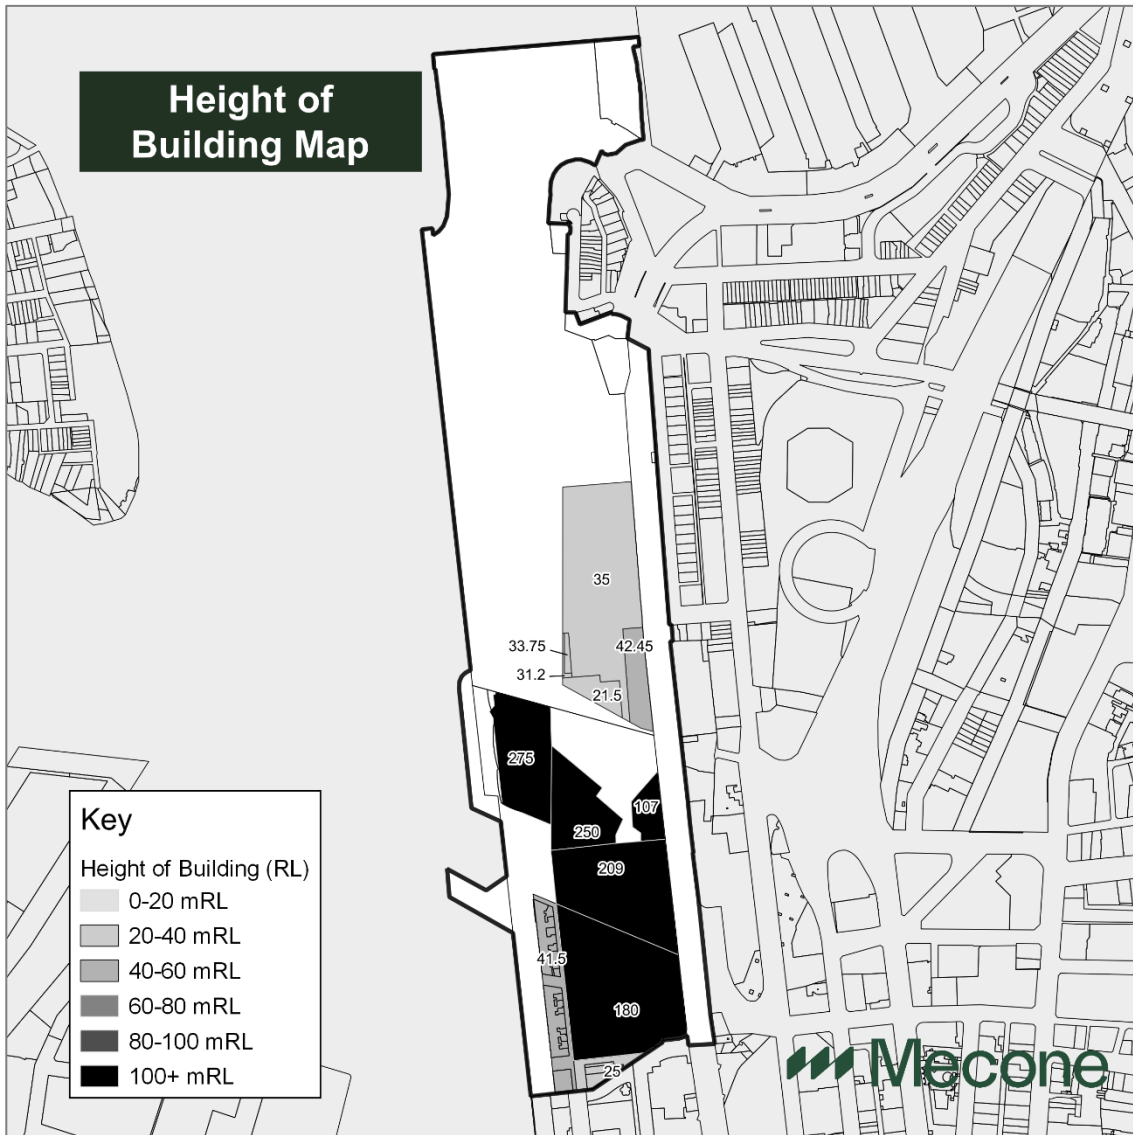 Height of
Building Map
35
33.75
42.45
31.2
21.5
275
107
250
209
41.5
180
25
Key
Height of Building (RL)
0-20 mRL
20-40 mRL
40-60 mRL
60-80 mRL
80-100 mRL
100+ mRL
Mecone